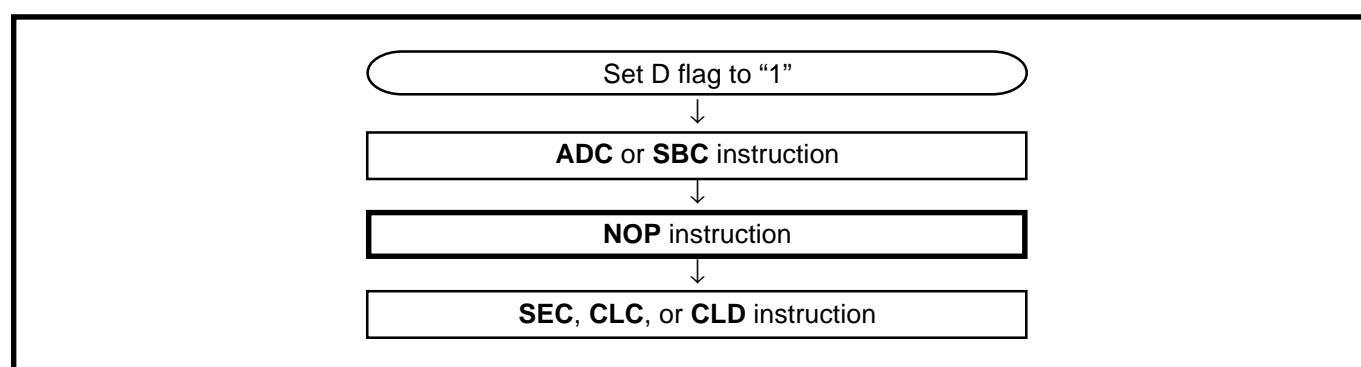 Set D flag to “1”
↓
ADC or SBC instruction
↓
NOP instruction
↓
SEC, CLC, or CLD instruction